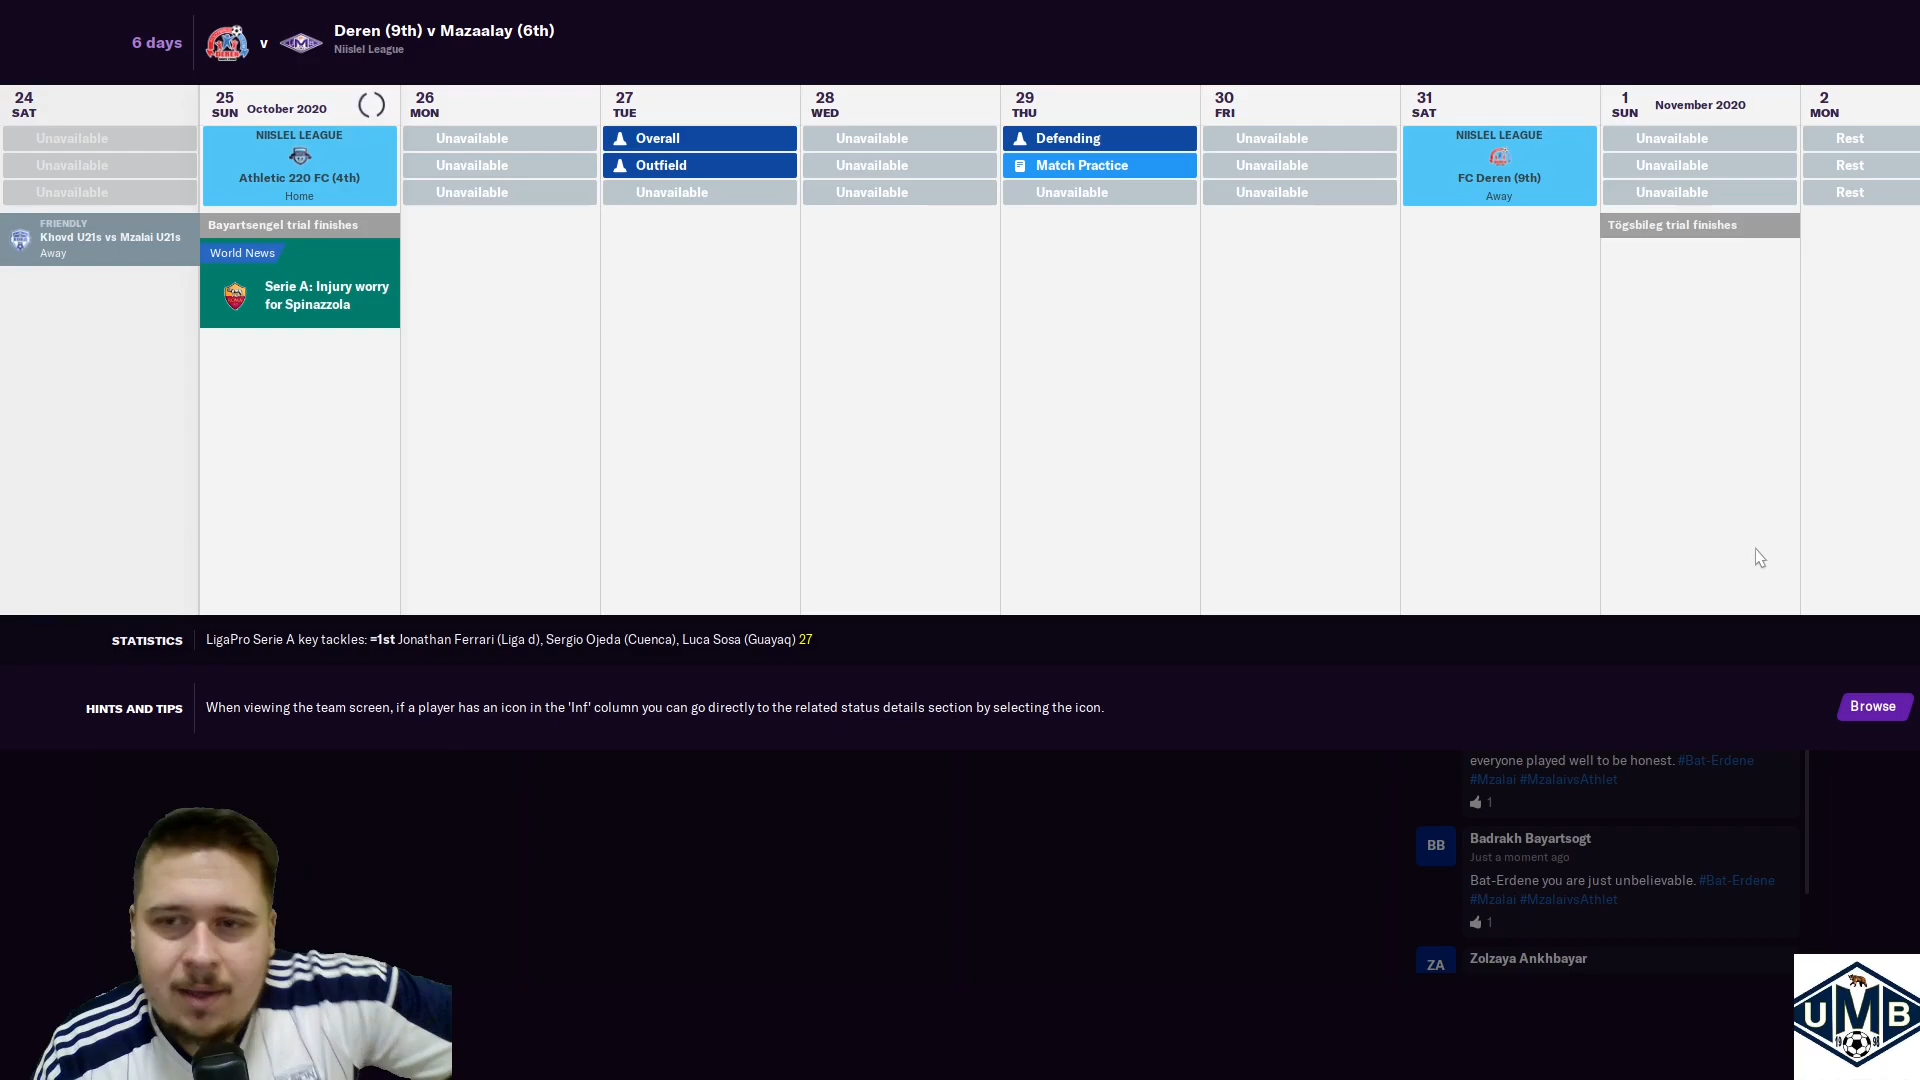 6 days
v
Deren (9th) v Mazaalay (6th)
Niislel League
24
SAT
Unavailable
Unavailable
Unavailable
FRIENDLY
Khovd U21s vs Mzalai U21s
Away
25
SUN
October 2020
NIISLEL LEAGUE
Athletic 220 FC (4th)
Home
Bayartsengel trial finishes
World News
Serie A: Injury worry
for Spinazzola
26
MON
Unavailable
Unavailable
Unavailable
27
TUE
Overall
Outfield
Unavailable
28
WED
Unavailable
Unavailable
Unavailable
29
THU
Defending
Match Practice
Unavailable
30
FRI
Unavailable
Unavailable
Unavailable
31
SAT
NIISLEL LEAGUE
FC Deren (9th)
Away
1
SUN
November 2020
Unavailable
Unavailable
Unavailable
Tögsbileg trial finishes
2
MON
Rest
Rest
Rest
STATISTICS
LigaPro Serie A key tackles: =1st Jonathan Ferrari (Liga d), Sergio Ojeda (Cuenca), Luca Sosa (Guayaq) 27
HINTS AND TIPS
When viewing the team screen, if a player has an icon in the 'Inf' column you can go directly to the related status details section by selecting the icon.
Browse
everyone played well to be honest. #Bat-Erdene
#Mzalai #MzalaivsAthlet
1
BB
Badrakh Bayartsogt
Just a moment ago
Bat-Erdene you are just unbelievable. #Bat-Erdene
#Mzalai #MzalaivsAthlet
1
ZA
Zolzaya Ankhbayar
UMB
1998